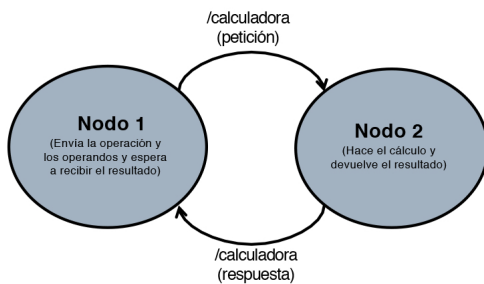 /calculadora
(petición)
Nodo 1
(Envía la operación y
los operandos y espera
a recibir el resultado)
Nodo 2
(Hace el cálculo y
devuelve el resultado)
/calculadora
(respuesta)